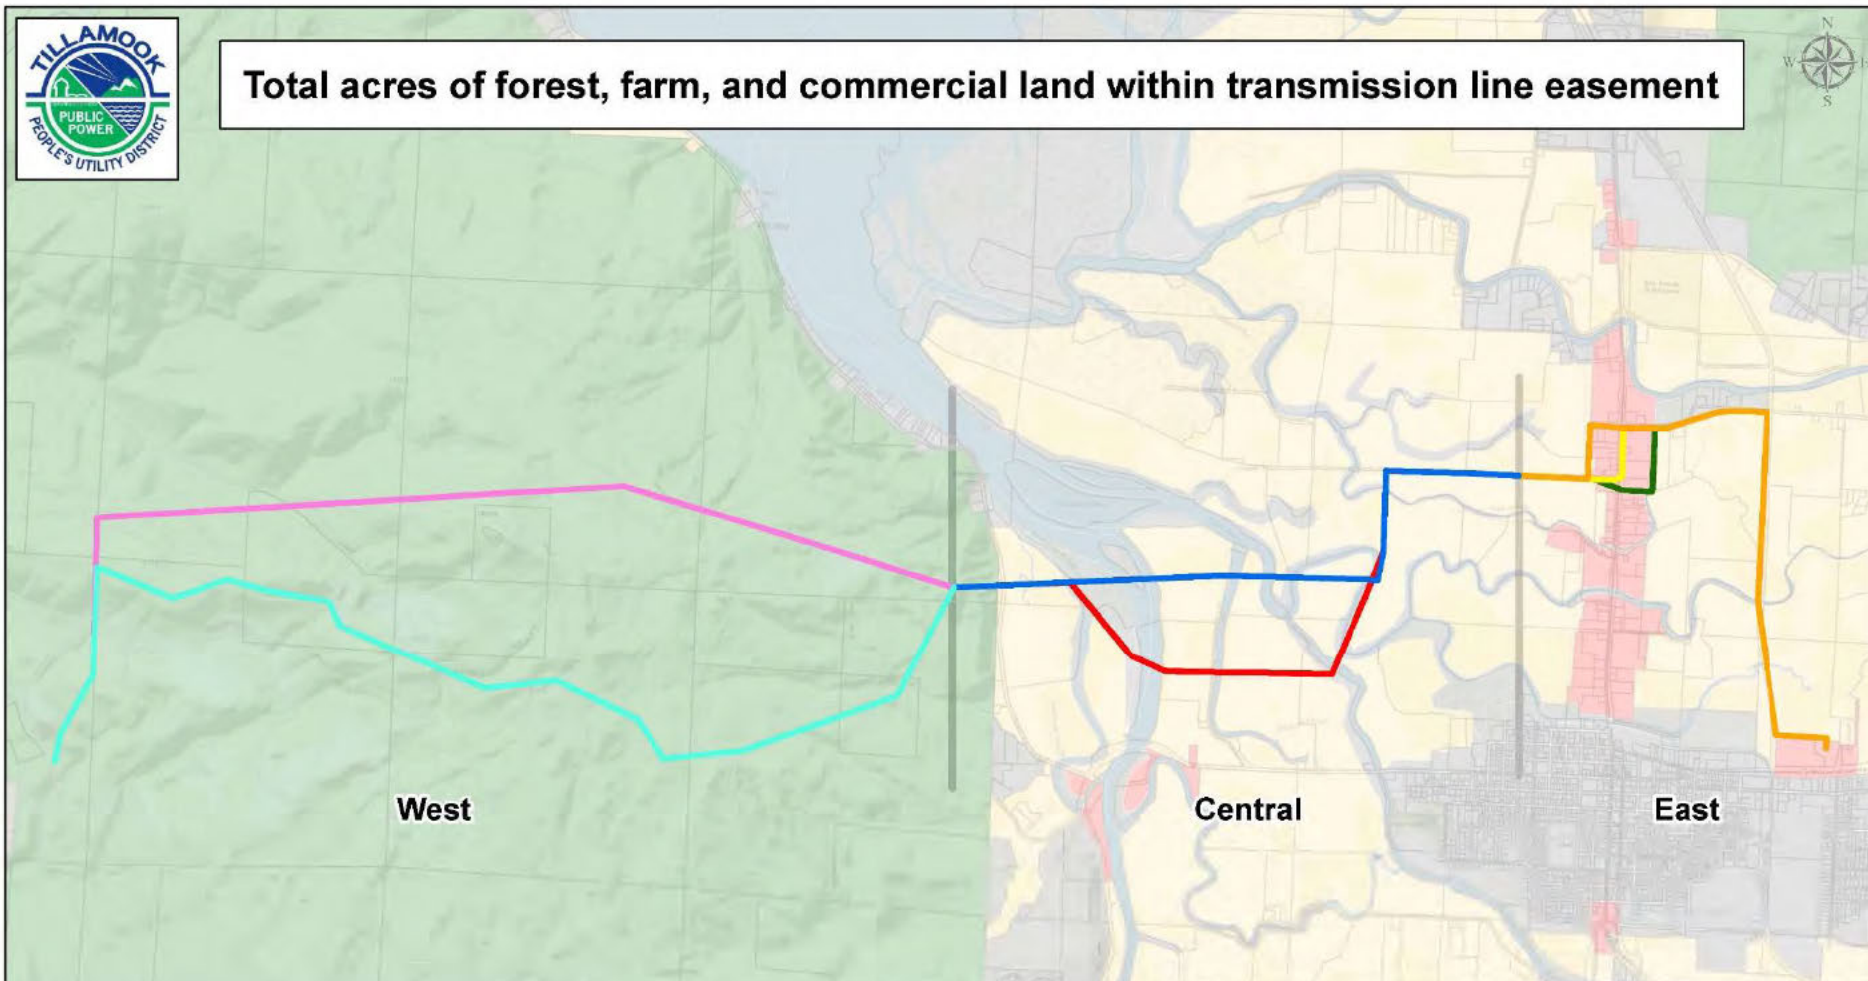 TILLAMOOK
PUBLIC
POWER
PEOPLE'S UTILITY DISTRICT
Total acres of forest, farm, and commercial land within transmission line easement
N
W
S
West
Central
East